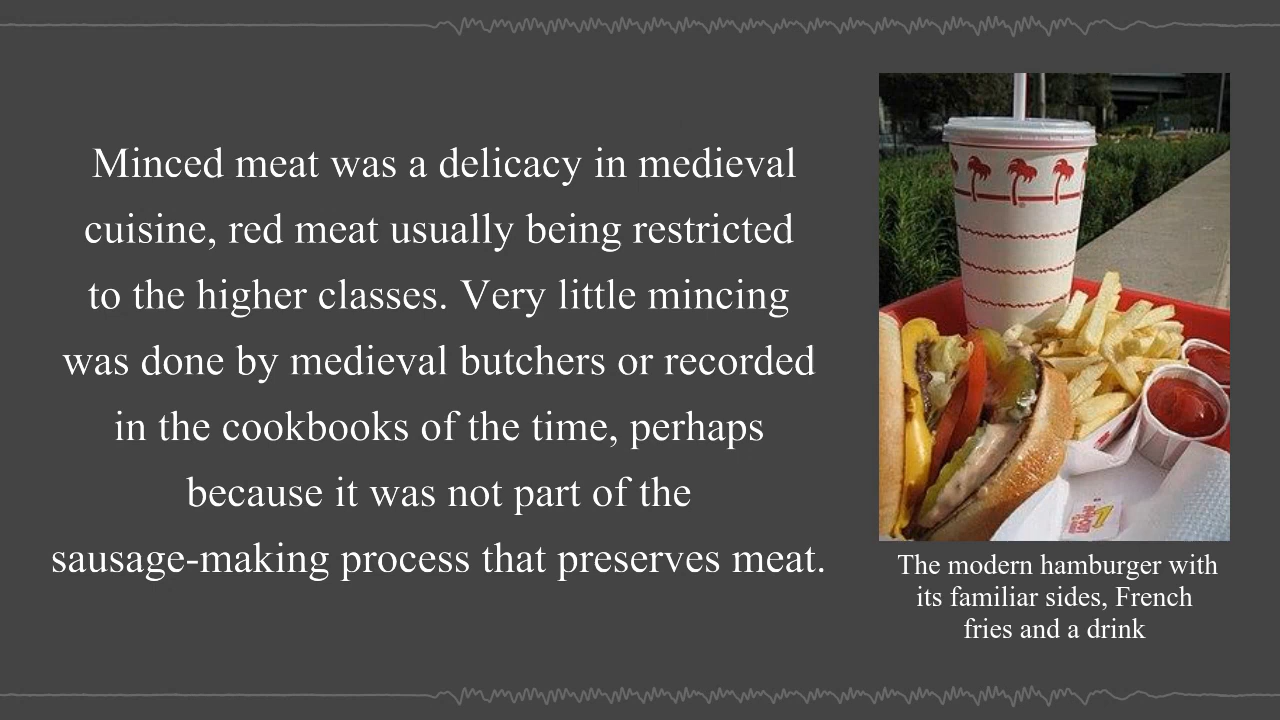 Minced meat was a delicacy in medieval
cuisine, red meat usually being restricted
to the higher classes. Very little mincing
was done by medieval butchers or recorded
in the cookbooks of the time, perhaps
because it was not part of the
sausage-making process that preserves meat.
The modern hamburger with
its familiar sides, French
fries and a drink